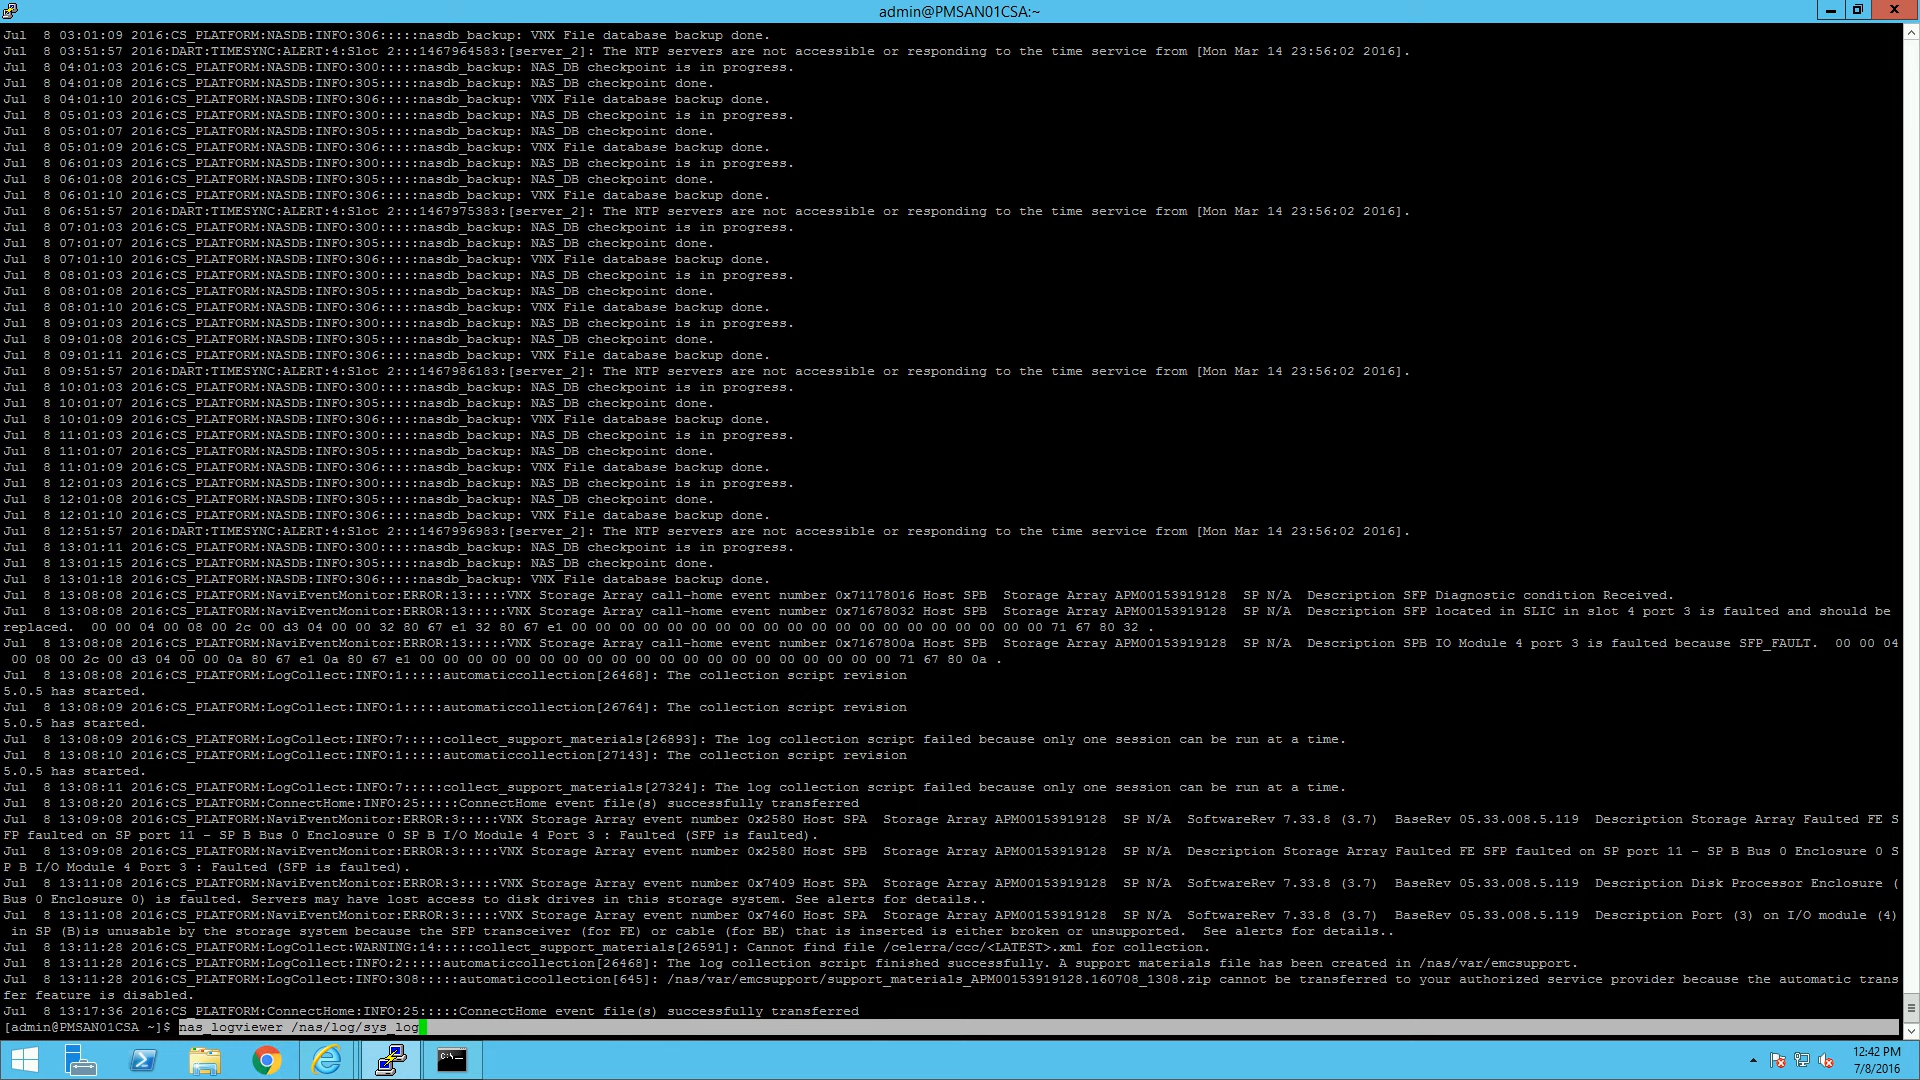 admin@PMSAN01CSA:~
Jul  8 03:01:09 2016:CS_PLATFORM:NASDB:INFO:306:::::nasdb_backup: VNX File database backup done.
Jul  8 03:51:57 2016:DART:TIMESYNC:ALERT:4:Slot 2:::1467964583:[server_2]: The NTP servers are not accessible or responding to the time service from [Mon Mar 14 23:56:02 2016].
Jul  8 04:01:03 2016:CS_PLATFORM:NASDB:INFO:300:::::nasdb_backup: NAS_DB checkpoint is in progress.
Jul  8 04:01:08 2016:CS_PLATFORM:NASDB:INFO:305:::::nasdb_backup: NAS_DB checkpoint done.
Jul  8 04:01:10 2016:CS_PLATFORM:NASDB:INFO:306:::::nasdb_backup: VNX File database backup done.
Jul  8 05:01:03 2016:CS_PLATFORM:NASDB:INFO:300:::::nasdb_backup: NAS_DB checkpoint is in progress.
Jul  8 05:01:07 2016:CS_PLATFORM:NASDB:INFO:305:::::nasdb_backup: NAS_DB checkpoint done.
Jul  8 05:01:09 2016:CS_PLATFORM:NASDB:INFO:306:::::nasdb_backup: VNX File database backup done.
Jul  8 06:01:03 2016:CS_PLATFORM:NASDB:INFO:300:::::nasdb_backup: NAS_DB checkpoint is in progress.
Jul  8 06:01:08 2016:CS_PLATFORM:NASDB:INFO:305:::::nasdb_backup: NAS_DB checkpoint done.
Jul  8 06:01:10 2016:CS_PLATFORM:NASDB:INFO:306:::::nasdb_backup: VNX File database backup done.
Jul  8 06:51:57 2016:DART:TIMESYNC:ALERT:4:Slot 2:::1467975383:[server_2]: The NTP servers are not accessible or responding to the time service from [Mon Mar 14 23:56:02 2016].
Jul  8 07:01:03 2016:CS_PLATFORM:NASDB:INFO:300:::::nasdb_backup: NAS_DB checkpoint is in progress.
Jul  8 07:01:07 2016:CS_PLATFORM:NASDB:INFO:305:::::nasdb_backup: NAS_DB checkpoint done.
Jul  8 07:01:10 2016:CS_PLATFORM:NASDB:INFO:306:::::nasdb_backup: VNX File database backup done.
Jul  8 08:01:03 2016:CS_PLATFORM:NASDB:INFO:300:::::nasdb_backup: NAS_DB checkpoint is in progress.
Jul  8 08:01:08 2016:CS_PLATFORM:NASDB:INFO:305:::::nasdb_backup: NAS_DB checkpoint done.
Jul  8 08:01:10 2016:CS_PLATFORM:NASDB:INFO:306:::::nasdb_backup: VNX File database backup done.
Jul  8 09:01:03 2016:CS_PLATFORM:NASDB:INFO:300:::::nasdb_backup: NAS_DB checkpoint is in progress.
Jul  8 09:01:08 2016:CS_PLATFORM:NASDB:INFO:305:::::nasdb_backup: NAS_DB checkpoint done.
Jul  8 09:01:11 2016:CS_PLATFORM:NASDB:INFO:306:::::nasdb_backup: VNX File database backup done.
Jul  8 09:51:57 2016:DART:TIMESYNC:ALERT:4:Slot 2:::1467986183:[server_2]: The NTP servers are not accessible or responding to the time service from [Mon Mar 14 23:56:02 2016].
Jul  8 10:01:03 2016:CS_PLATFORM:NASDB:INFO:300:::::nasdb_backup: NAS_DB checkpoint is in progress.
Jul  8 10:01:07 2016:CS_PLATFORM:NASDB:INFO:305:::::nasdb_backup: NAS_DB checkpoint done.
Jul  8 10:01:09 2016:CS_PLATFORM:NASDB:INFO:306:::::nasdb_backup: VNX File database backup done.
Jul  8 11:01:03 2016:CS_PLATFORM:NASDB:INFO:300:::::nasdb_backup: NAS_DB checkpoint is in progress.
Jul  8 11:01:07 2016:CS_PLATFORM:NASDB:INFO:305:::::nasdb_backup: NAS_DB checkpoint done.
Jul  8 11:01:09 2016:CS_PLATFORM:NASDB:INFO:306:::::nasdb_backup: VNX File database backup done.
Jul  8 12:01:03 2016:CS_PLATFORM:NASDB:INFO:300:::::nasdb_backup: NAS_DB checkpoint is in progress.
Jul  8 12:01:08 2016:CS_PLATFORM:NASDB:INFO:305:::::nasdb_backup: NAS_DB checkpoint done.
Jul  8 12:01:10 2016:CS_PLATFORM:NASDB:INFO:306:::::nasdb_backup: VNX File database backup done.
Jul  8 12:51:57 2016:DART:TIMESYNC:ALERT:4:Slot 2:::1467996983:[server_2]: The NTP servers are not accessible or responding to the time service from [Mon Mar 14 23:56:02 2016].
Jul  8 13:01:11 2016:CS_PLATFORM:NASDB:INFO:300:::::nasdb_backup: NAS_DB checkpoint is in progress.
Jul  8 13:01:15 2016:CS_PLATFORM:NASDB:INFO:305:::::nasdb_backup: NAS_DB checkpoint done.
Jul  8 13:01:18 2016:CS_PLATFORM:NASDB:INFO:306:::::nasdb_backup: VNX File database backup done.
Jul  8 13:08:08 2016:CS_PLATFORM:NaviEventMonitor:ERROR:13:::::VNX Storage Array call-home event number 0x71178016 Host SPB  Storage Array APM00153919128  SP N/A  Description SFP Diagnostic condition Received.
Jul  8 13:08:08 2016:CS_PLATFORM:NaviEventMonitor:ERROR:13:::::VNX Storage Array call-home event number 0x71678032 Host SPB  Storage Array APM00153919128  SP N/A  Description SFP located in SLIC in slot 4 port 3 is faulted and should be
replaced.  00 00 04 00 08 00 2c 00 d3 04 00 00 32 80 67 e1 32 80 67 e1 00 00 00 00 00 00 00 00 00 00 00 00 00 00 00 00 00 00 00 00 71 67 80 32 .
Jul  8 13:08:08 2016:CS_PLATFORM:NaviEventMonitor:ERROR:13:::::VNX Storage Array call-home event number 0x7167800a Host SPB  Storage Array APM00153919128  SP N/A  Description SPB IO Module 4 port 3 is faulted because SFP_FAULT.  00 00 04
00 08 00 2c 00 d3 04 00 00 0a 80 67 e1 0a 80 67 e1 00 00 00 00 00 00 00 00 00 00 00 00 00 00 00 00 00 00 00 00 71 67 80 0a .
Jul  8 13:08:08 2016:CS_PLATFORM:LogCollect:INFO:1:::::automaticcollection[26468]: The collection script revision
5.0.5 has started.
Jul  8 13:08:09 2016:CS_PLATFORM:LogCollect:INFO:1:::::automaticcollection[26764]: The collection script revision
5.0.5 has started.
Jul  8 13:08:09 2016:CS_PLATFORM:LogCollect:INFO:7:::::collect_support_materials[26893]: The log collection script failed because only one session can be run at a time.
Jul  8 13:08:10 2016:CS_PLATFORM:LogCollect:INFO:1:::::automaticcollection[27143]: The collection script revision
5.0.5 has started.
Jul  8 13:08:11 2016:CS_PLATFORM:LogCollect:INFO:7:::::collect_support_materials[27324]: The log collection script failed because only one session can be run at a time.
Jul  8 13:08:20 2016:CS_PLATFORM:ConnectHome:INFO:25:::::ConnectHome event file(s) successfully transferred
Jul  8 13:09:08 2016:CS_PLATFORM:NaviEventMonitor:ERROR:3:::::VNX Storage Array event number 0x2580 Host SPA  Storage Array APM00153919128  SP N/A  SoftwareRev 7.33.8 (3.7)  BaseRev 05.33.008.5.119  Description Storage Array Faulted FE S
FP faulted on SP port 11 - SP B Bus 0 Enclosure 0 SP B I/O Module 4 Port 3 : Faulted (SFP is faulted).
Jul  8 13:09:08 2016:CS_PLATFORM:NaviEventMonitor:ERROR:3:::::VNX Storage Array event number 0x2580 Host SPB  Storage Array APM00153919128  SP N/A  Description Storage Array Faulted FE SFP faulted on SP port 11 - SP B Bus 0 Enclosure 0 S
P B I/O Module 4 Port 3 : Faulted (SFP is faulted).
Jul  8 13:11:08 2016:CS_PLATFORM:NaviEventMonitor:ERROR:3:::::VNX Storage Array event number 0x7409 Host SPA  Storage Array APM00153919128  SP N/A  SoftwareRev 7.33.8 (3.7)  BaseRev 05.33.008.5.119  Description Disk Processor Enclosure (
Bus 0 Enclosure 0) is faulted. Servers may have lost access to disk drives in this storage system. See alerts for details..
Jul  8 13:11:08 2016:CS_PLATFORM:NaviEventMonitor:ERROR:3:::::VNX Storage Array event number 0x7460 Host SPA  Storage Array APM00153919128  SP N/A  SoftwareRev 7.33.8 (3.7)  BaseRev 05.33.008.5.119  Description Port (3) on I/O module (4)
in SP (B)is unusable by the storage system because the SFP transceiver (for FE) or cable (for BE) that is inserted is either broken or unsupported.  See alerts for details..
Jul  8 13:11:28 2016:CS_PLATFORM:LogCollect:WARNING:14:::::collect_support_materials[26591]: Cannot find file /celerra/ccc/<LATEST>.xml for collection.
Jul  8 13:11:28 2016:CS_PLATFORM:LogCollect:INFO:2:::::automaticcollection[26468]: The log collection script finished successfully. A support materials file has been created in /nas/var/emcsupport.
Jul  8 13:11:28 2016:CS_PLATFORM:LogCollect:INFO:308:::::automaticcollection[645]: /nas/var/emcsupport/support_materials_APM00153919128.160708_1308.zip cannot be transferred to your authorized service provider because the automatic trans
fer feature is disabled.
Jul  8 13:17:36 2016:CS_PLATFORM:ConnectHome:INFO:25:::::ConnectHome event file(s) successfully transferred
[admin@PMSAN01CSA ~]$ nas_logviewer /nas/log/sys_log
12:42 PM
7/8/2016